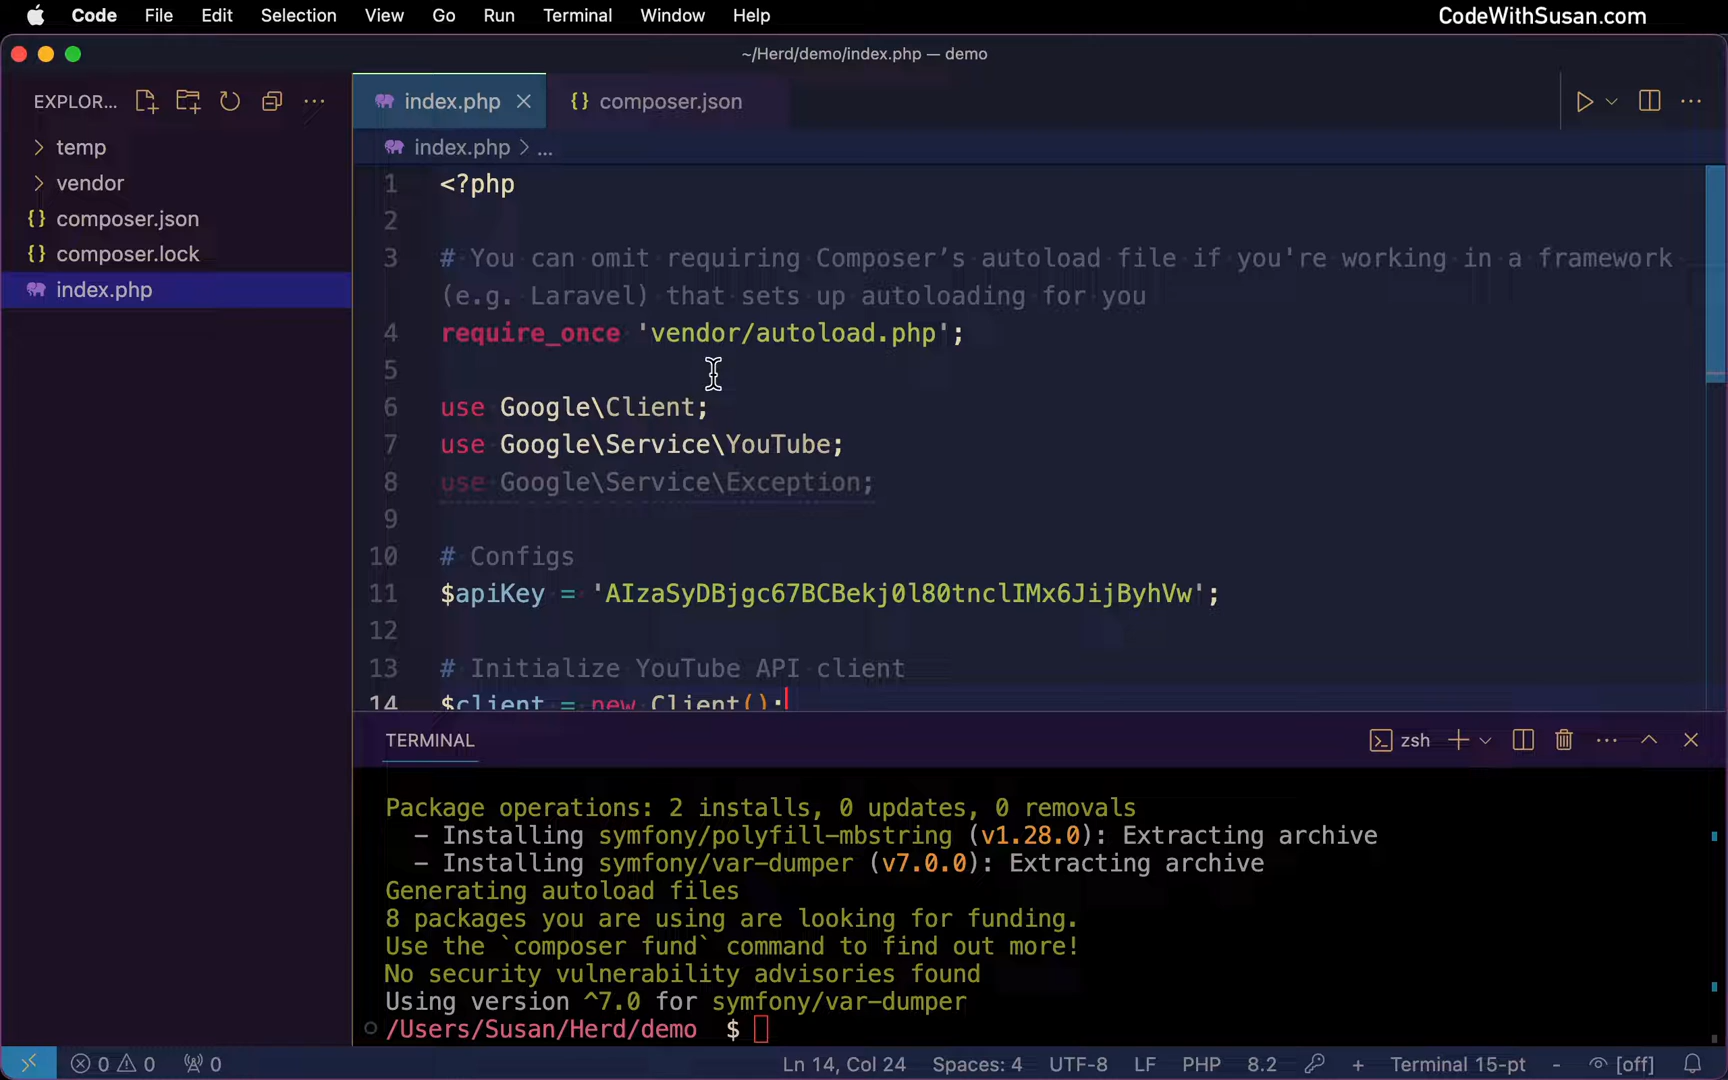 Code File Edit Selection View Go Run Terminal Window Help CodeWithSusan.com
~/Herd/demo/index.php — demo
EXPLOR... ...
index.php
{} composer.json
...
> temp
> vendor
{} composer.json
{} composer.lock
index.php
index.php > ...
1 <?php
2
3 # You can omit requiring Composer’s autoload file if you're working in a framework
(e.g. Laravel) that sets up autoloading for you
4 require_once 'vendor/autoload.php';
5
6 use Google\Client;
7 use Google\Service\YouTube;
8 use Google\Service\Exception;
9
10 # Configs
11 $apiKey = 'AIzaSyDBjgc67BCBekj0l80tnclIMx6JijByhVw';
12
13 # Initialize YouTube API client
14 $client = new Client();
TERMINAL
zsh
...
Package operations: 2 installs, 0 updates, 0 removals
- Installing symfony/polyfill-mbstring (v1.28.0): Extracting archive
- Installing symfony/var-dumper (v7.0.0): Extracting archive
Generating autoload files
8 packages you are using are looking for funding.
Use the `composer fund` command to find out more!
No security vulnerability advisories found
Using version ^7.0 for symfony/var-dumper
/Users/Susan/Herd/demo $
0 0 0 Ln 14, Col 24 Spaces: 4 UTF-8 LF PHP 8.2 + Terminal 15-pt - [off]